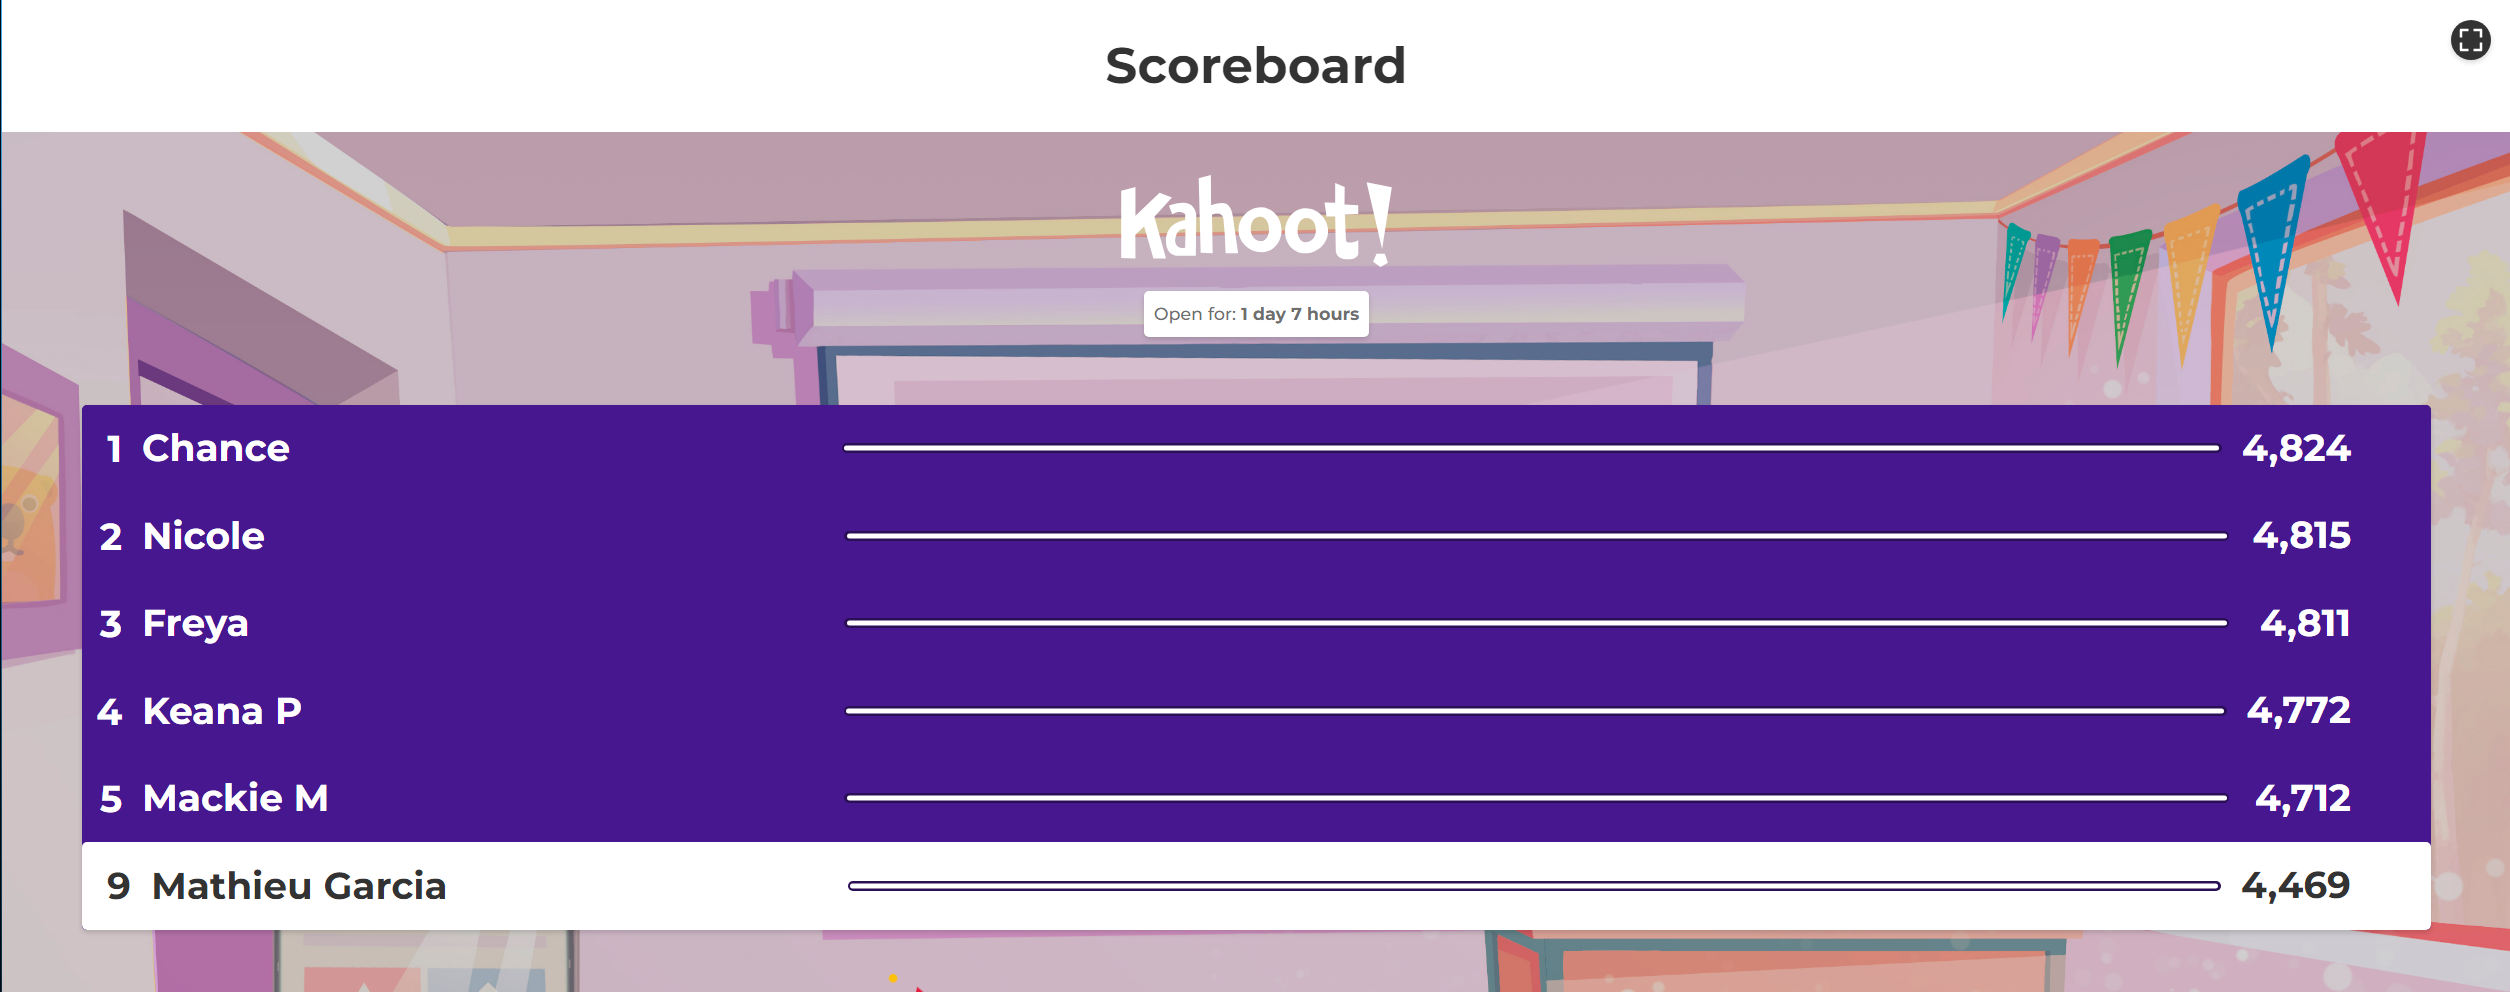 Scoreboard
Kahoot!
Open for: 1 day 7 hours
1 Chance 4,824
2 Nicole 4,815
3 Freya 4,811
4 Keana P 4,772
5 Mackie M 4,712
9 Mathieu Garcia 4,469